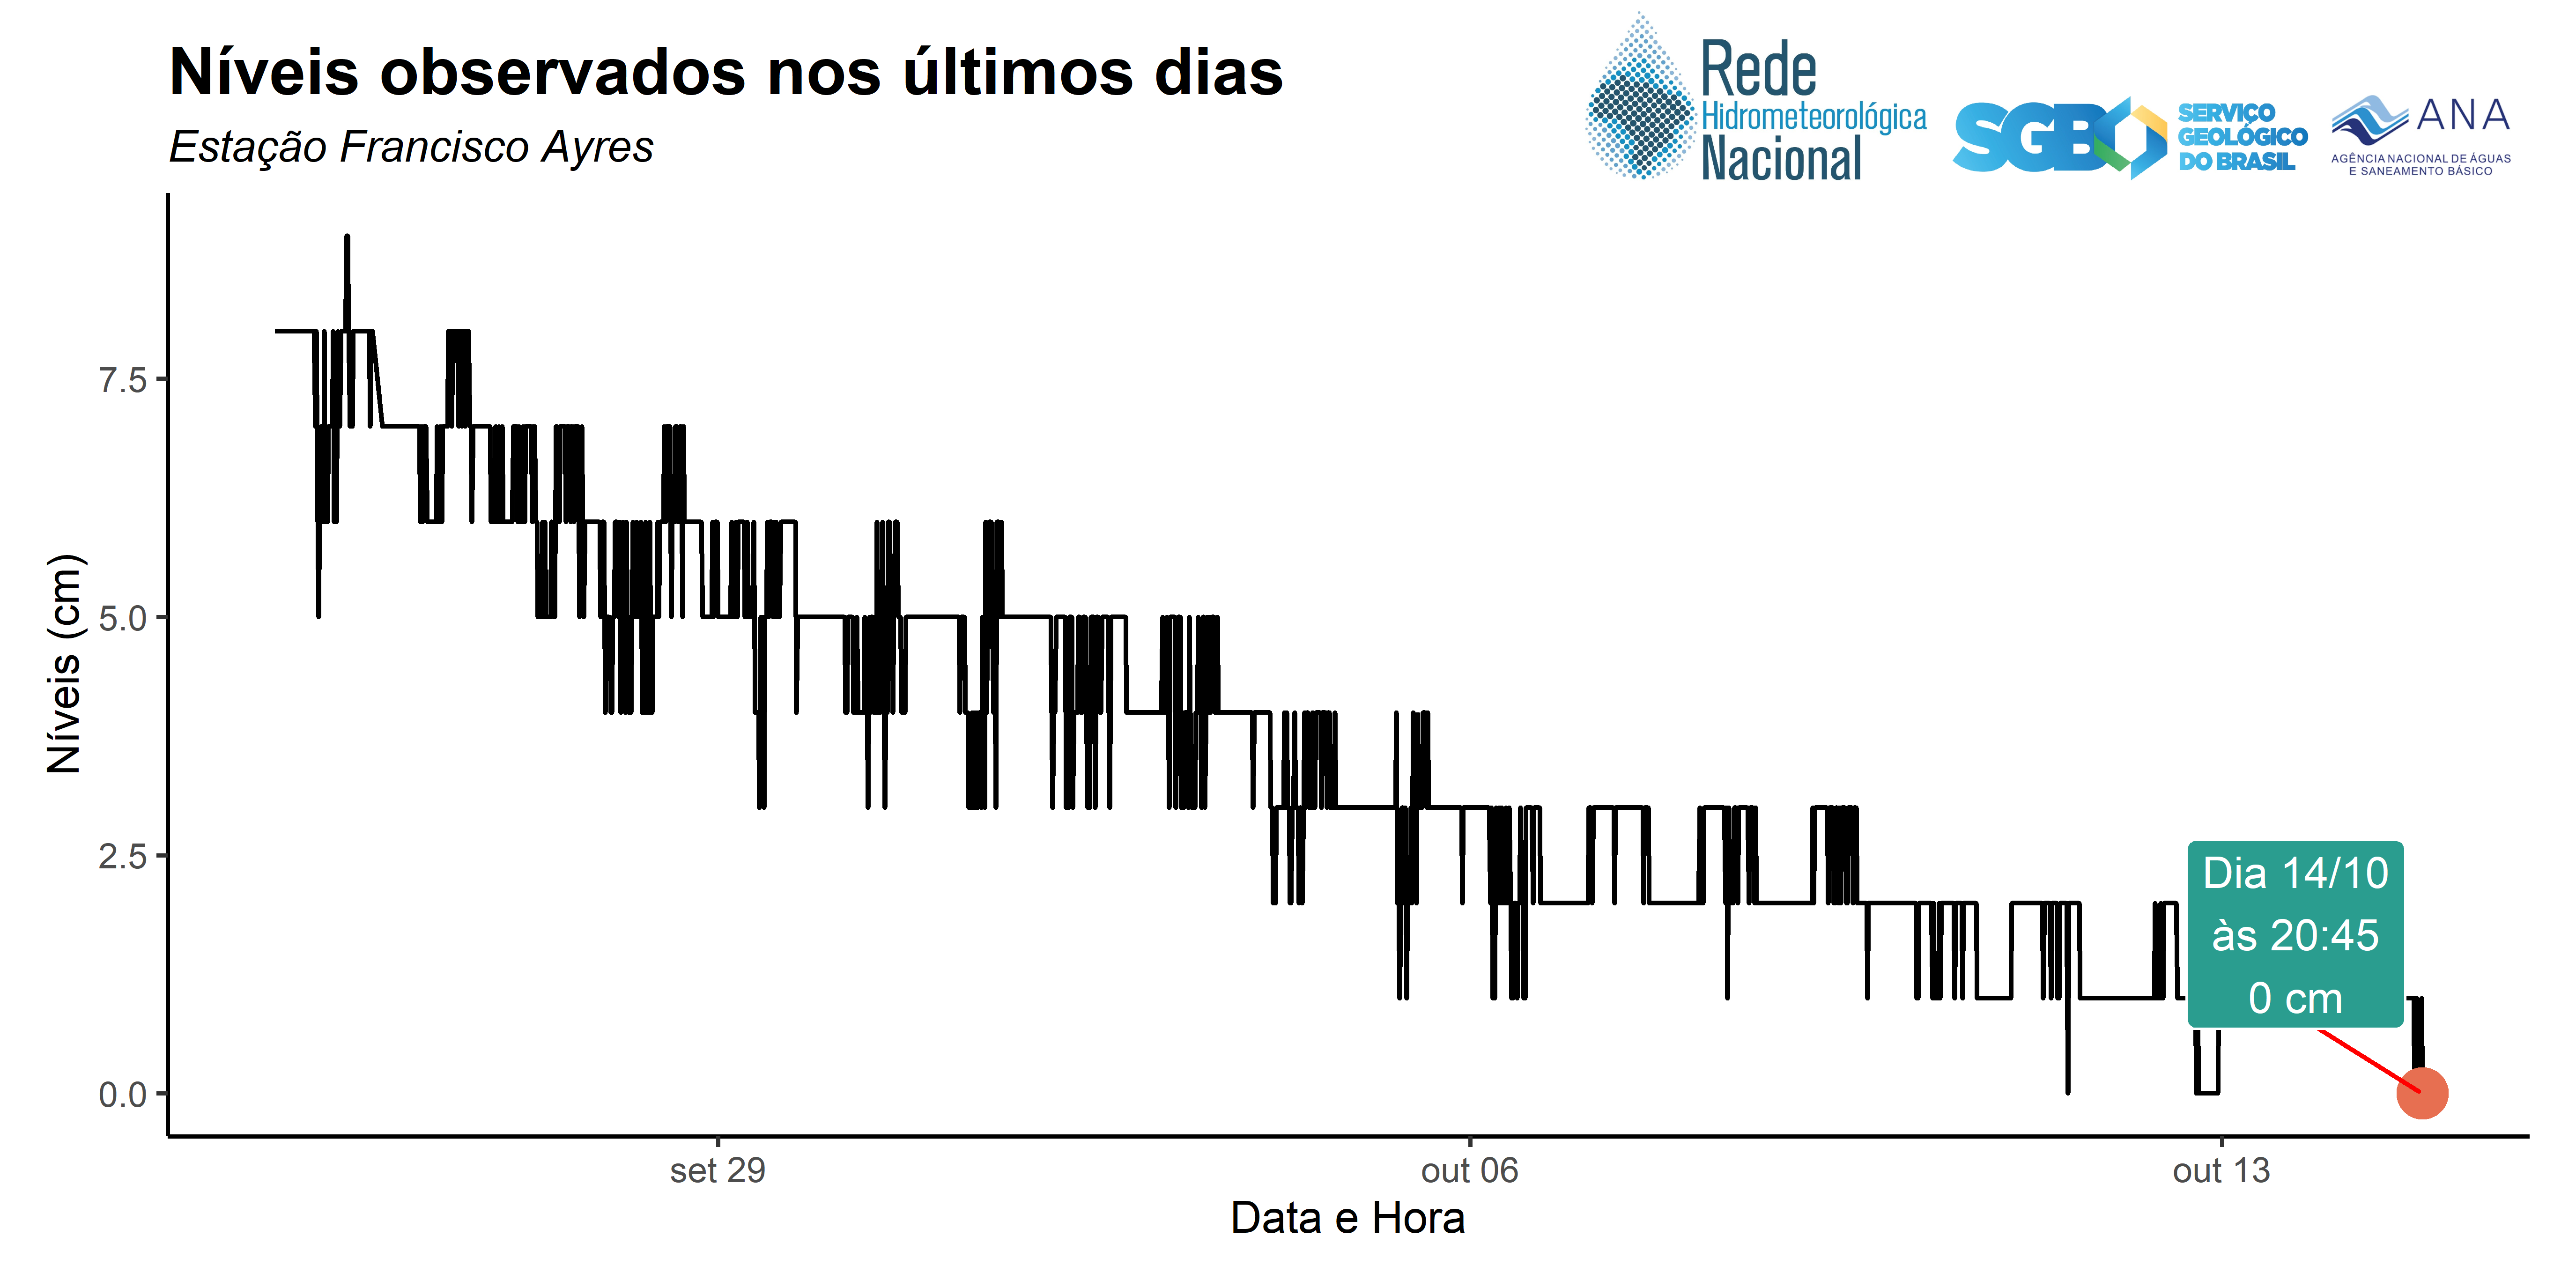 Níveis observados nos últimos dias
Estação Francisco Ayres
Rede
Hidrometeorológica
Nacional
SGB
SERVIÇO
GEOLÓGICO
DO BRASIL
ANA
AGÊNCIA NACIONAL DE ÁGUAS
E SANEAMENTO BÁSICO
Níveis (cm)
7.5
5.0
2.5
0.0
Dia 14/10
às 20:45
0 cm
set 29
out 06
out 13
Data e Hora